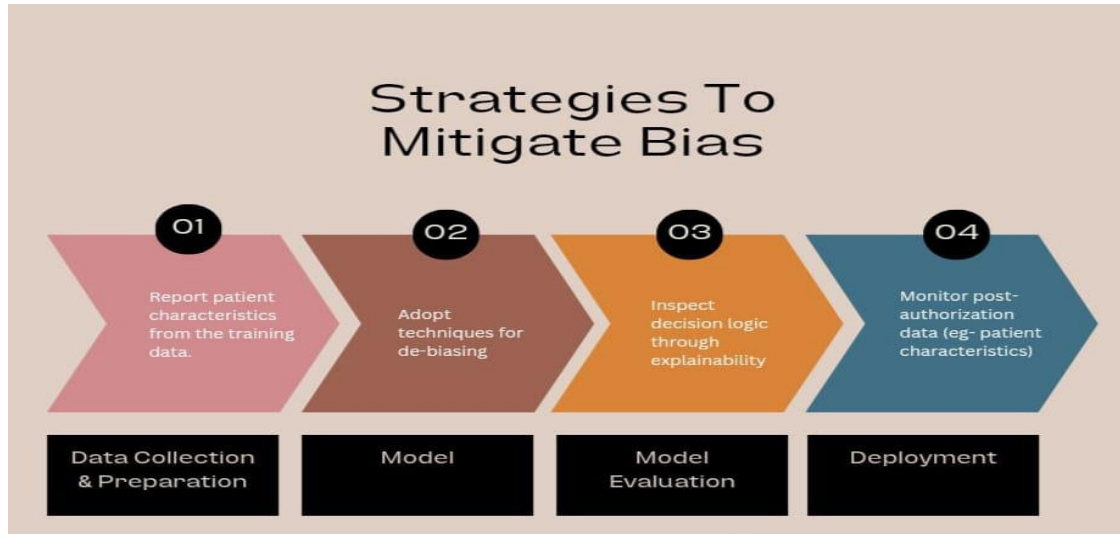 Strategies To
Mitigate Bias
01
Report patient
characteristics
from the training
data.
Data Collection
& Preparation
02
Adopt
techniques for
de-biasing
Model
03
Inspect
decision logic
through
explainability
Model
Evaluation
04
Monitor post-
authorization
data (eg- patient
characteristics)
Deployment